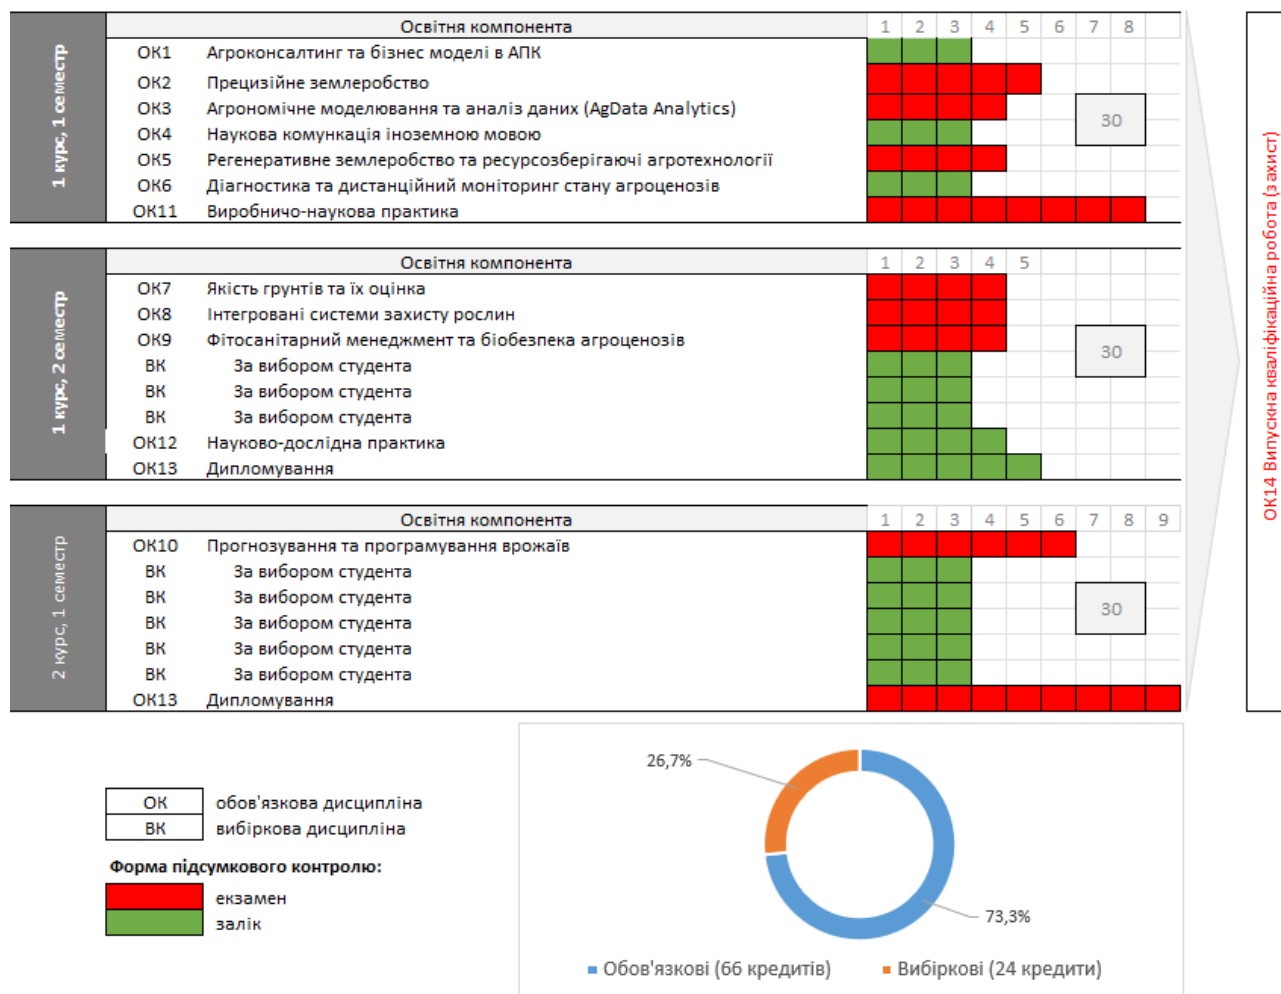 1 курс, 1 семестр
Освітня компонента 1 2 3 4 5 6 7 8
ОК1 Агроконсалтинг та бізнес моделі в АПК
ОК2 Прецизійне землеробство
ОК3 Агрономічне моделювання та аналіз даних (AgData Analytics)
ОК4 Наукова комункація іноземною мовою
ОК5 Регенеративне землеробство та ресурсозберігаючі агротехнології
ОК6 Діагностика та дистанційний моніторинг стану агроценозів
ОК11 Виробничо-наукова практика
30
1 курс, 2 семестр
Освітня компонента 1 2 3 4 5
ОК7 Якість грунтів та їх оцінка
ОК8 Інтегровані системи захисту рослин
ОК9 Фітосанітарний менеджмент та біобезпека агроценозів
ВК За вибором студента
ВК За вибором студента
ВК За вибором студента
ОК12 Науково-дослідна практика
ОК13 Дипломування
30
2 курс, 1 семестр
Освітня компонента 1 2 3 4 5 6 7 8 9
ОК10 Прогнозування та програмування врожаїв
ВК За вибором студента
ВК За вибором студента
ВК За вибором студента
ВК За вибором студента
ВК За вибором студента
ОК13 Дипломування
30
ОК14 Випускна кваліфікаційна робота (захист)
ОК обов'язкова дисципліна
ВК вибіркова дисципліна
Форма підсумкового контролю:
екзамен
залік
26,7%
73,3%
Обов'язкові (66 кредитів) Вибіркові (24 кредити)